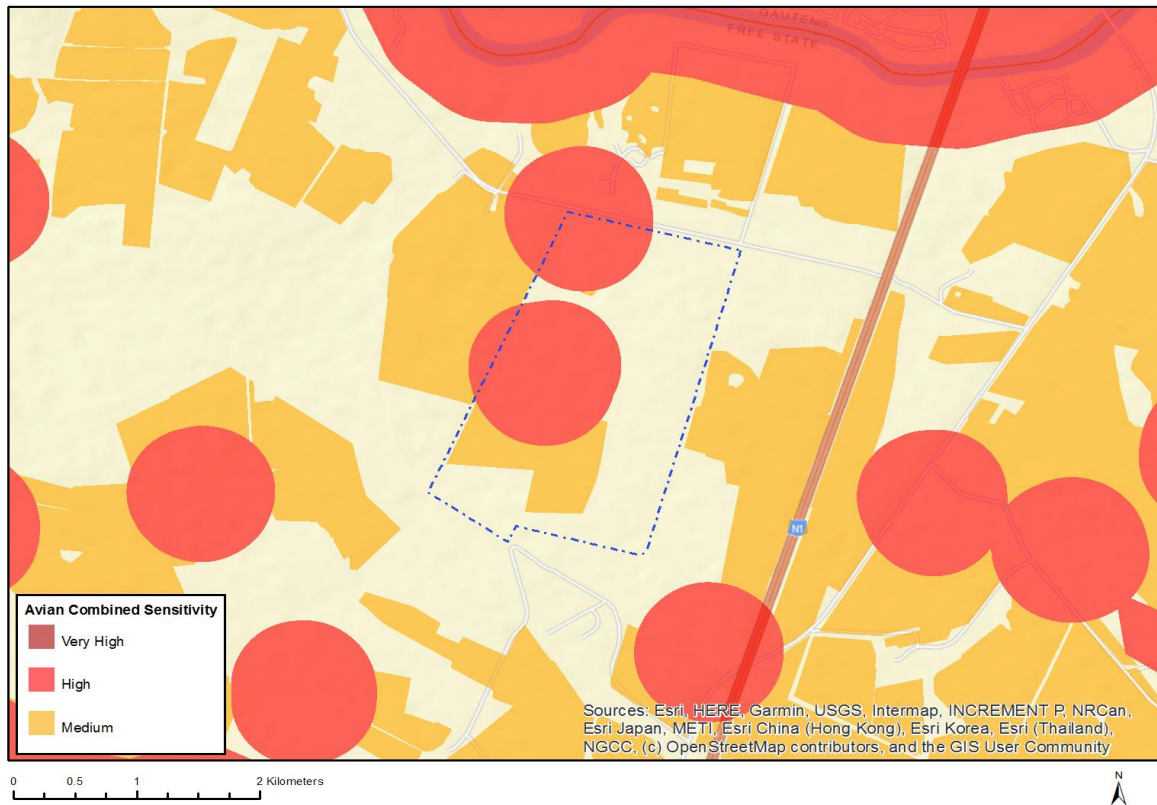 GAUTENG
FREE STATE
N1
Avian Combined Sensitivity
Very High
High
Medium
Sources: Esri, HERE, Garmin, USGS, Intermap, INCREMENT P, NRCan,
Esri Japan, METI, Esri China (Hong Kong), Esri Korea, Esri (Thailand),
NGCC, (c) OpenStreetMap contributors, and the GIS User Community
0 0.5 1 2 Kilometers
N